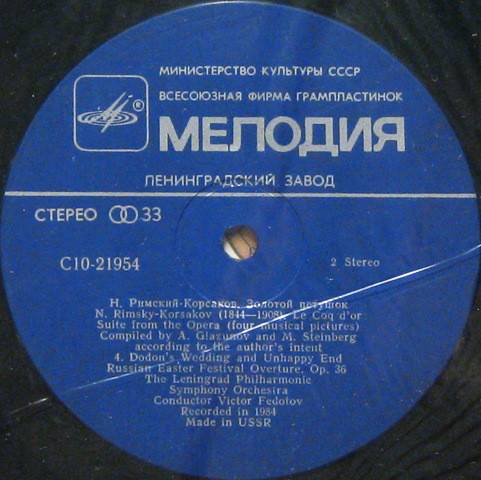 МИНИСТЕРСТВО КУЛЬТУРЫ СССР
ВСЕСОЮЗНАЯ ФИРМА ГРАМПЛАСТИНОК
®
МЕЛОДИЯ
ЛЕНИНГРАДСКИЙ ЗАВОД
СТЕРЕО 33
С10-21954 2 Stereo
Н. Римский-Корсаков. Золотой петушок
N. Rimsky-Korsakov (1844—1908). Le Coq d'or
Suite from the Opera (four musical pictures)
Compiled by A. Glazunov and M. Steinberg
according to the author's intent
4. Dodon's Wedding and Unhappy End
Russian Easter Festival Overture, Op. 36
The Leningrad Philharmonic
Symphony Orchestra
Conductor Victor Fedotov
Recorded in 1984
Made in USSR